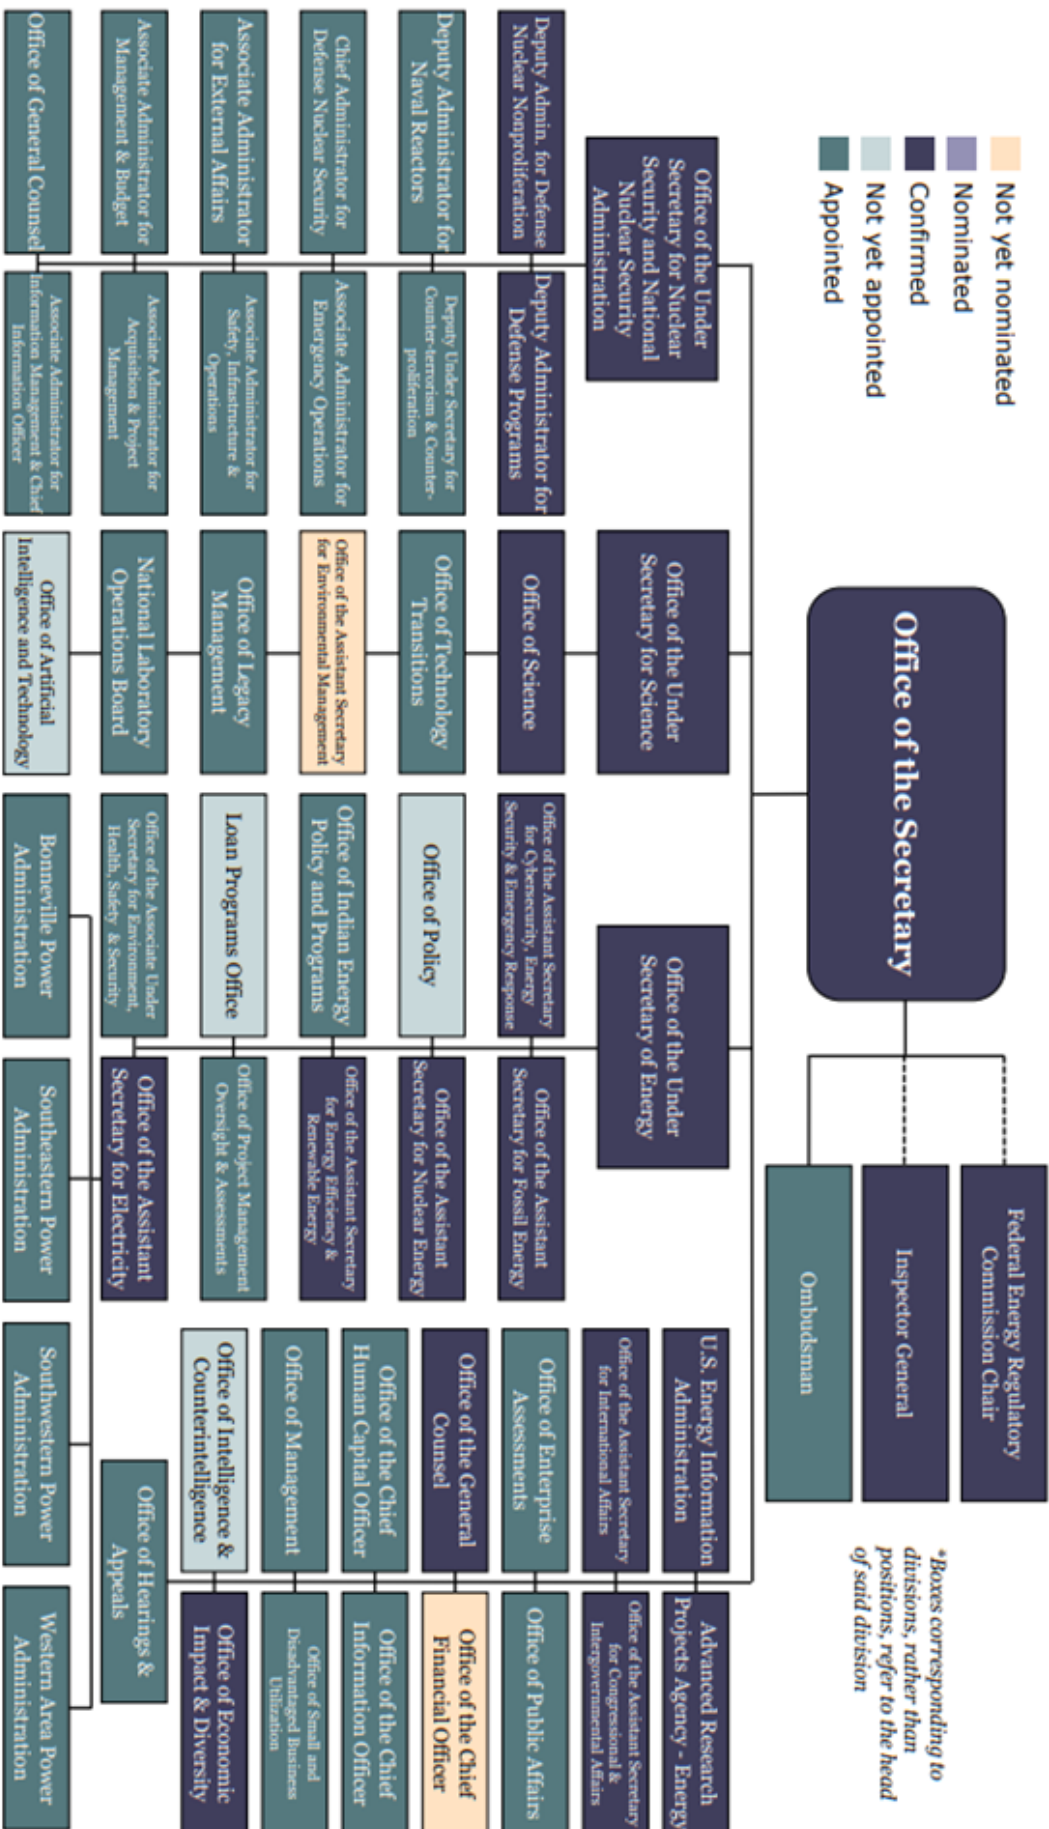 Not yet nominated
Nominated
Confirmed
Not yet appointed
Appointed
Office of the Secretary
Federal Energy Regulatory
Commission Chair
Inspector General
Ombudsman
*Boxes corresponding to
divisions, rather than
positions, refer to the head
of said division
Office of the Under
Secretary for Nuclear
Security and National
Nuclear Security
Administration
Office of the Under
Secretary for Science
Office of the Under
Secretary of Energy
Deputy Admin. for Defense
Nuclear Nonproliferation
Deputy Administrator for
Defense Programs
Deputy Administrator for
Naval Reactors
Deputy Under Secretary for
Counter-terrorism & Counter-
proliferation
Chief Administrator for
Defense Nuclear Security
Associate Administrator for
Emergency Operations
Associate Administrator
for External Affairs
Associate Administrator for
Safety, Infrastructure &
Operations
Associate Administrator for
Management & Budget
Associate Administrator for
Acquisition & Project
Management
Office of General Counsel
Associate Administrator for
Information Management & Chief
Information Officer
Office of Science
Office of Technology
Transitions
Office of the Assistant Secretary
for Environmental Management
Office of Legacy
Management
National Laboratory
Operations Board
Office of Artificial
Intelligence and Technology
Office of the Assistant Secretary
for Cybersecurity, Energy
Security & Emergency Response
Office of the Assistant
Secretary for Fossil Energy
Office of Policy
Office of the Assistant
Secretary for Nuclear Energy
Office of Indian Energy
Policy and Programs
Office of the Assistant Secretary
for Energy Efficiency &
Renewable Energy
Loan Programs Office
Office of Project Management
Oversight & Assessments
Office of the Associate Under
Secretary for Environment,
Health, Safety & Security
Office of the Assistant
Secretary for Electricity
Bonneville Power
Administration
Southeastern Power
Administration
Southwestern Power
Administration
Western Area Power
Administration
U.S. Energy Information
Administration
Advanced Research
Projects Agency - Energy
Office of the Assistant Secretary
for International Affairs
Office of the Assistant Secretary
for Congressional &
Intergovernmental Affairs
Office of Enterprise
Assessments
Office of Public Affairs
Office of the General
Counsel
Office of the Chief
Financial Officer
Office of the Chief
Human Capital Officer
Office of the Chief
Information Officer
Office of Management
Office of Small and
Disadvantaged Business
Utilization
Office of Intelligence &
Counterintelligence
Office of Economic
Impact & Diversity
Office of Hearings &
Appeals